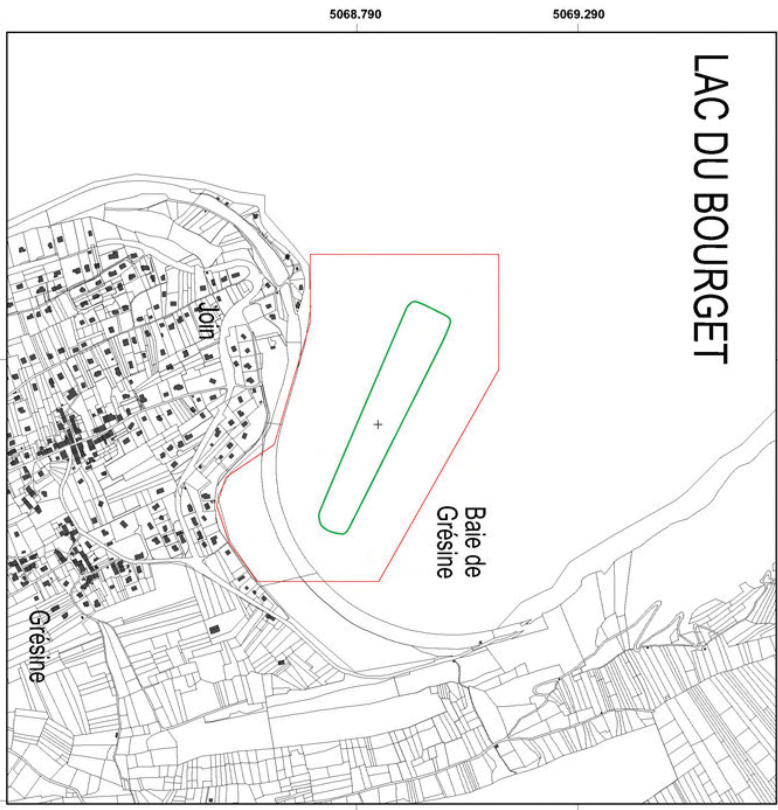 5068.790
5069.290
LAC DU BOURGET
Join
Baie de
Grésine
Grésine